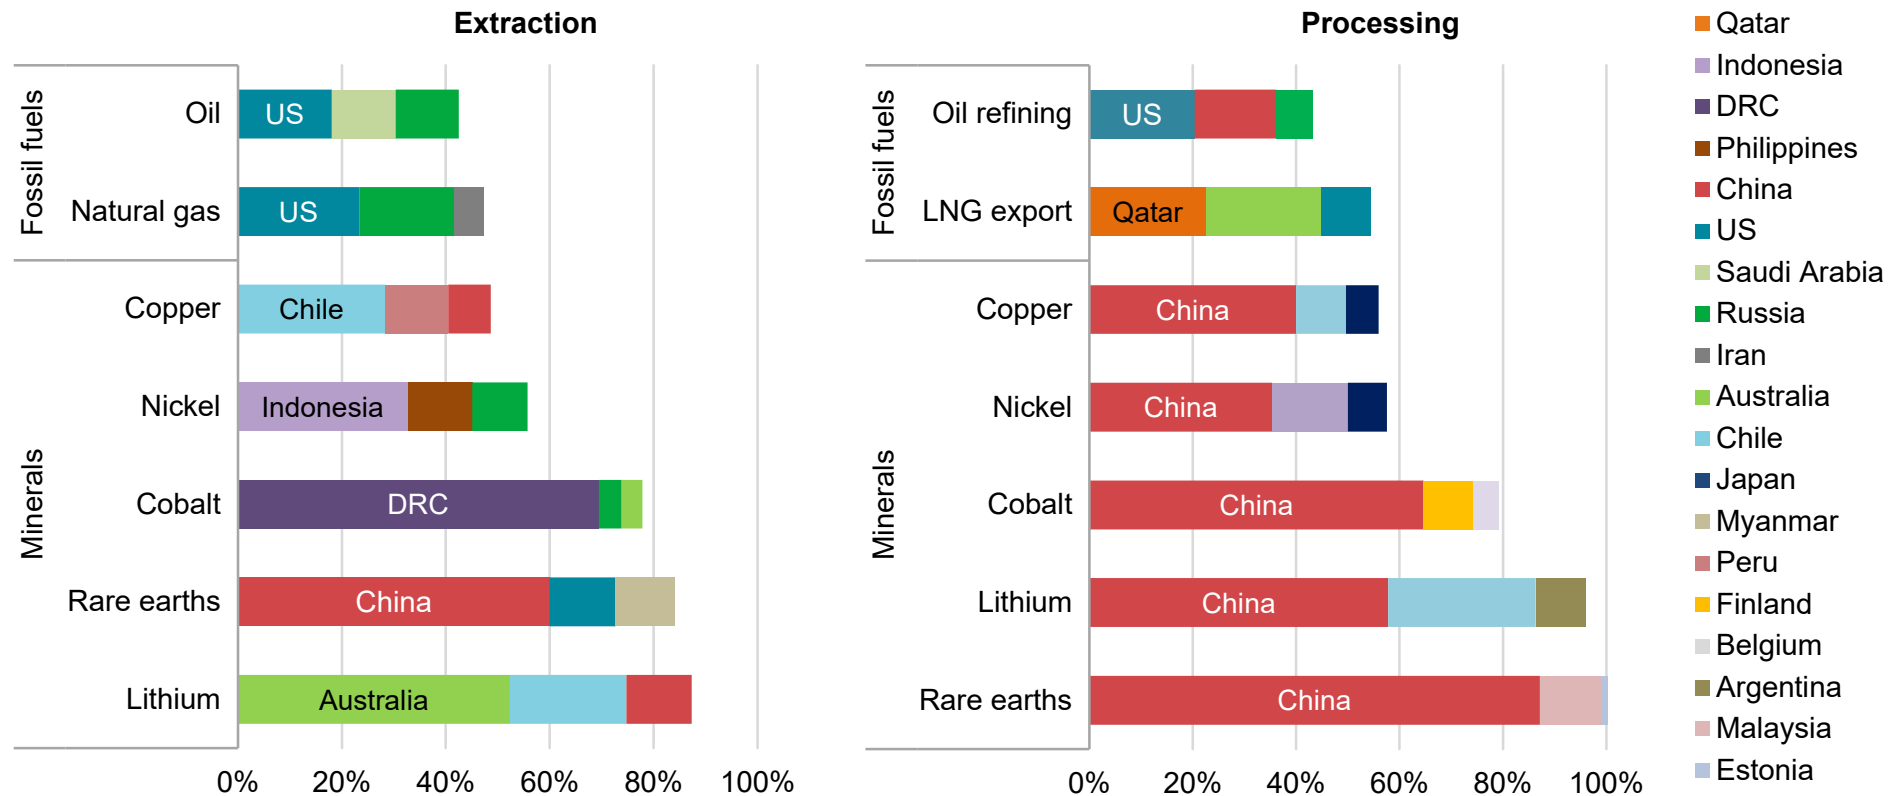 Extraction
Fossil fuels
Oil
US
Natural gas
US
Minerals
Copper
Chile
Nickel
Indonesia
Cobalt
DRC
Rare earths
China
Lithium
Australia
0% 20% 40% 60% 80% 100%
Processing
Fossil fuels
Oil refining
US
LNG export
Qatar
Minerals
Copper
China
Nickel
China
Cobalt
China
Lithium
China
Rare earths
China
0% 20% 40% 60% 80% 100%
Qatar
Indonesia
DRC
Philippines
China
US
Saudi Arabia
Russia
Iran
Australia
Chile
Japan
Myanmar
Peru
Finland
Belgium
Argentina
Malaysia
Estonia